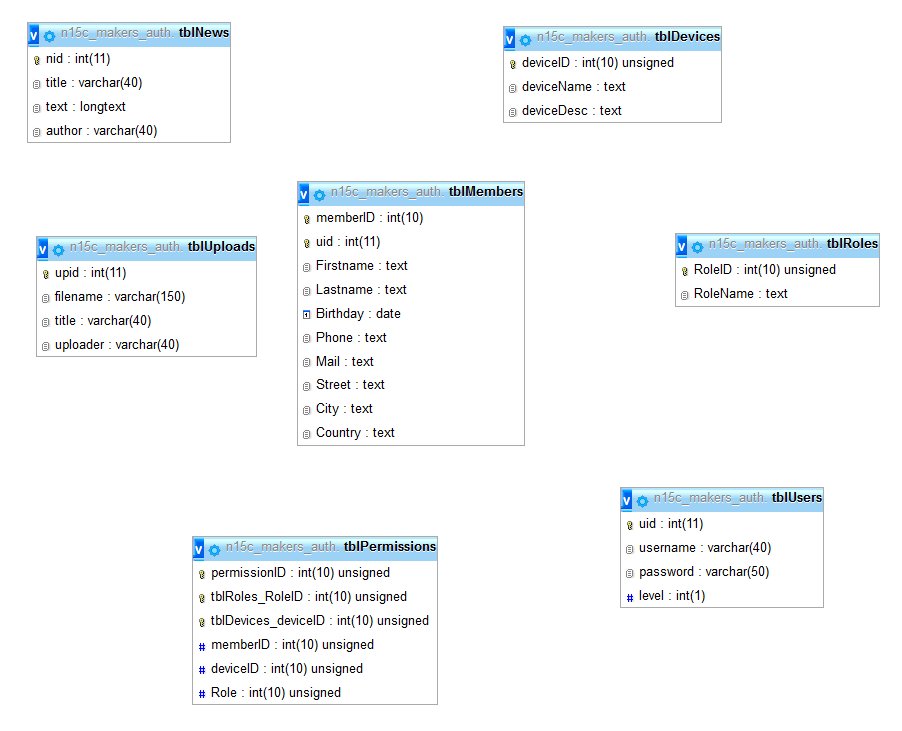 v n15c_makers_auth. tblNews
nid : int(11)
title : varchar(40)
text : longtext
author : varchar(40)
v n15c_makers_auth. tblDevices
deviceID : int(10) unsigned
deviceName : text
deviceDesc : text
v n15c_makers_auth. tblMembers
memberID : int(10)
uid : int(11)
Firstname : text
Lastname : text
Birthday : date
Phone : text
Mail : text
Street : text
City : text
Country : text
v n15c_makers_auth. tblUploads
upid : int(11)
filename : varchar(150)
title : varchar(40)
uploader : varchar(40)
v n15c_makers_auth. tblRoles
RoleID : int(10) unsigned
RoleName : text
v n15c_makers_auth. tblPermissions
permissionID : int(10) unsigned
tblRoles_RoleID : int(10) unsigned
tblDevices_deviceID : int(10) unsigned
# memberID : int(10) unsigned
# deviceID : int(10) unsigned
# Role : int(10) unsigned
v n15c_makers_auth. tblUsers
uid : int(11)
username : varchar(40)
password : varchar(50)
# level : int(1)